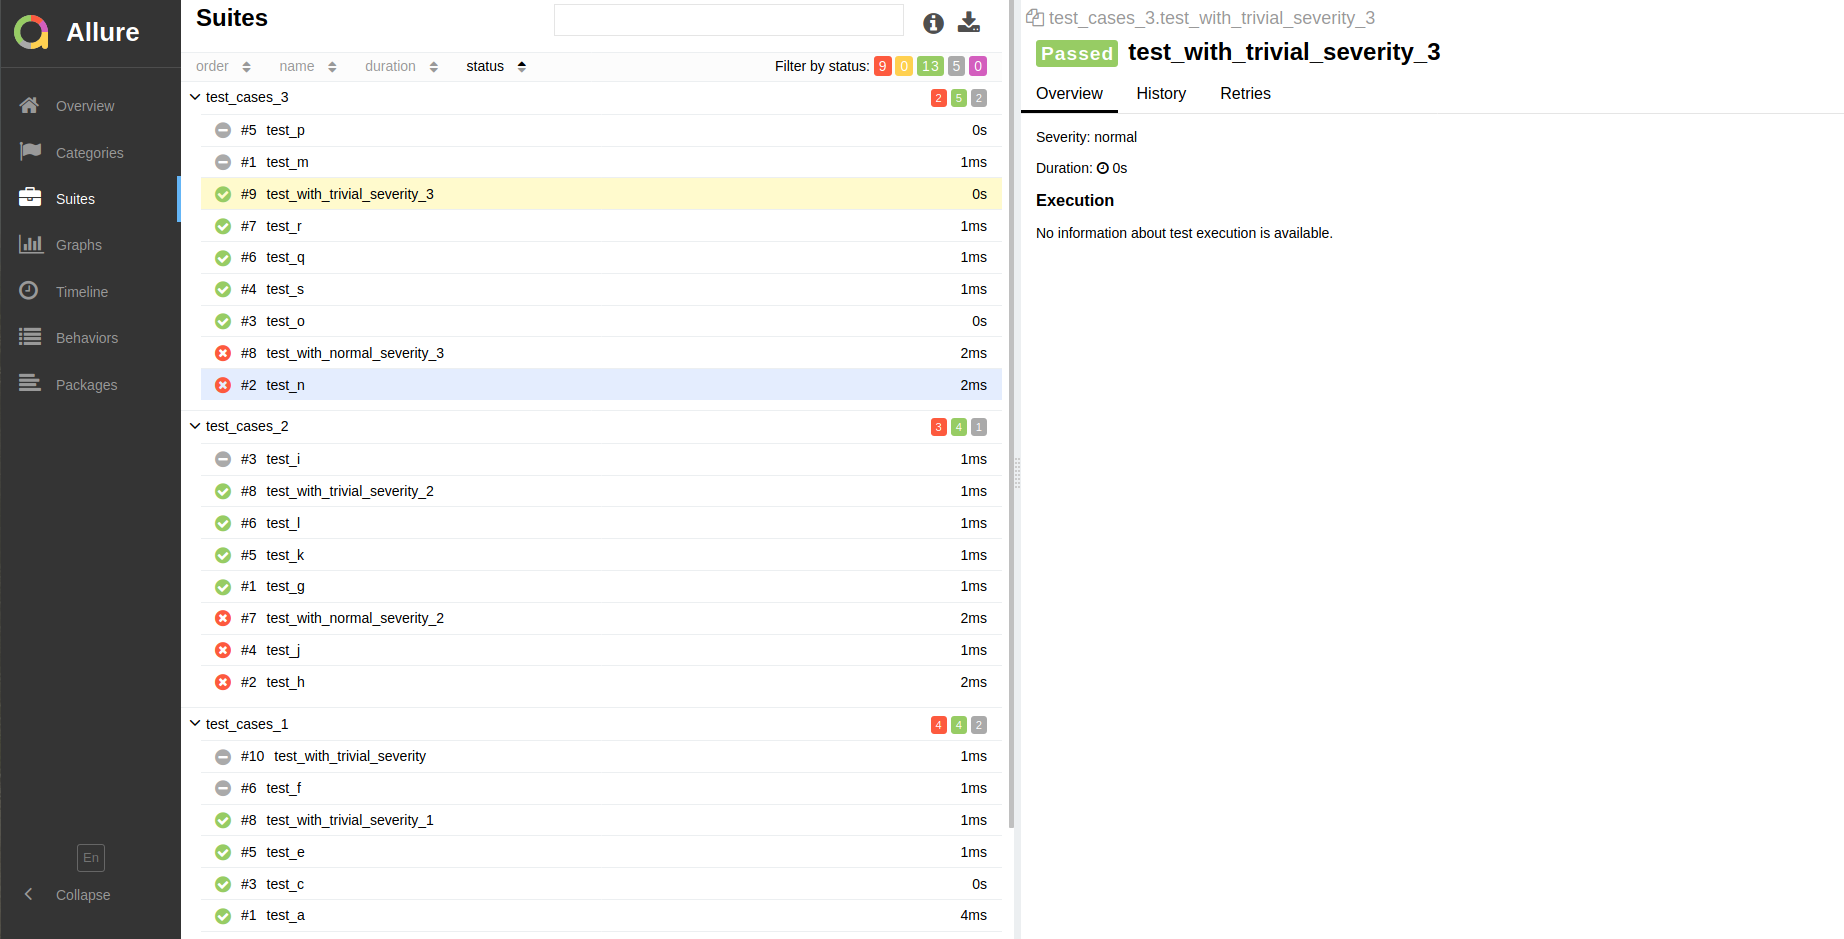 Allure
Overview
Categories
Suites
Graphs
Timeline
Behaviors
Packages
En
Collapse
Suites
order name duration status Filter by status: 9 0 13 5 0
test_cases_3 2 5 2
#5 test_p 0s
#1 test_m 1ms
#9 test_with_trivial_severity_3 0s
#7 test_r 1ms
#6 test_q 1ms
#4 test_s 1ms
#3 test_o 0s
#8 test_with_normal_severity_3 2ms
#2 test_n 2ms
test_cases_2 3 4 1
#3 test_i 1ms
#8 test_with_trivial_severity_2 1ms
#6 test_l 1ms
#5 test_k 1ms
#1 test_g 1ms
#7 test_with_normal_severity_2 2ms
#4 test_j 1ms
#2 test_h 2ms
test_cases_1 4 4 2
#10 test_with_trivial_severity 1ms
#6 test_f 1ms
#8 test_with_trivial_severity_1 1ms
#5 test_e 1ms
#3 test_c 0s
#1 test_a 4ms
test_cases_3.test_with_trivial_severity_3
Passed test_with_trivial_severity_3
Overview History Retries
Severity: normal
Duration: 0s
Execution
No information about test execution is available.